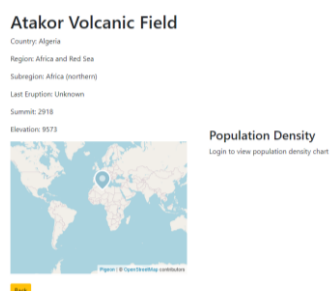 Atakor Volcanic Field
Country: Algeria
Region: Africa and Red Sea
Subregion: Africa (northern)
Last Eruption: Unknown
Summit: 2918
Elevation: 9573
Population Density
Login to view population density chart
Pigeon | © OpenStreetMap contributors